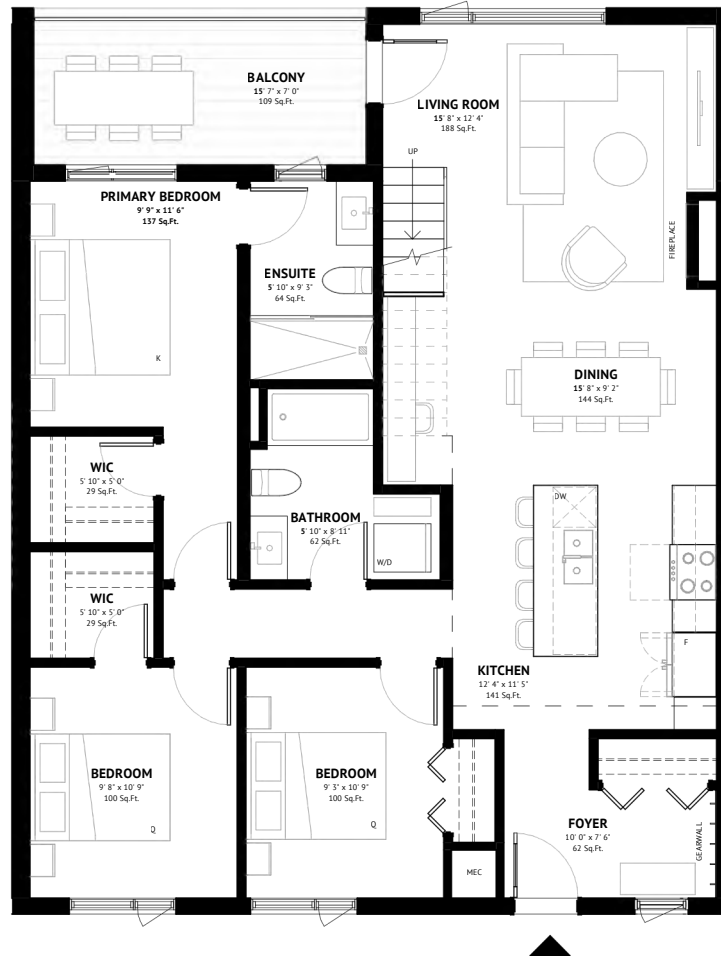 BALCONY
15' 7" x 7' 0"
109 Sq.Ft.
LIVING ROOM
15' 8" x 12' 4"
188 Sq.Ft.
UP
PRIMARY BEDROOM
9' 9" x 11' 6"
137 Sq.Ft.
FIREPLACE
ENSUITE
5' 10" x 9' 3"
64 Sq.Ft.
K
DINING
15' 8" x 9' 2"
144 Sq.Ft.
WIC
5' 10" x 5' 0"
29 Sq.Ft.
DW
BATHROOM
5' 10" x 8' 11"
62 Sq.Ft.
W/D
WIC
5' 10" x 5' 0"
29 Sq.Ft.
F
KITCHEN
12' 4" x 11' 5"
141 Sq.Ft.
BEDROOM
9' 8" x 10' 9"
100 Sq.Ft.
Q
BEDROOM
9' 3" x 10' 9"
100 Sq.Ft.
Q
FOYER
10' 0" x 7' 6"
62 Sq.Ft.
GEARWALL
MEC